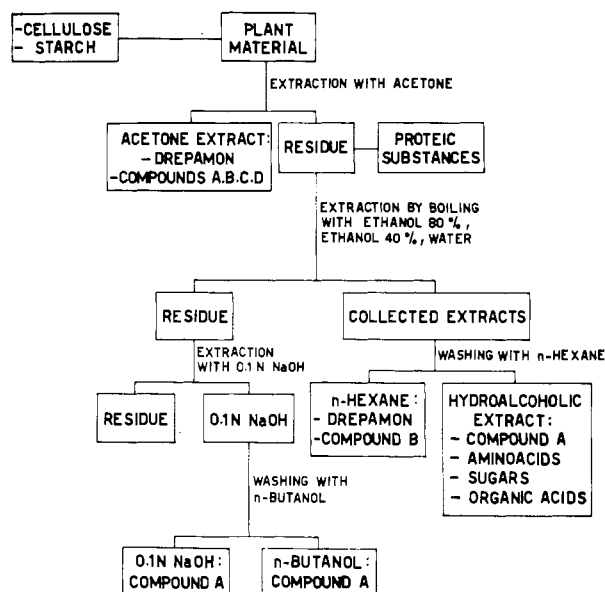 -CELLULOSE
- STARCH
PLANT
MATERIAL
EXTRACTION WITH ACETONE
ACETONE EXTRACT:
-DREPAMON
-COMPOUNDS A.B.C.D
RESIDUE
PROTEIC
SUBSTANCES
EXTRACTION BY BOILING
WITH ETHANOL 80 %,
ETHANOL 40 %, WATER
RESIDUE
COLLECTED EXTRACTS
EXTRACTION
WITH 0.1 N NaOH
WASHING WITH n-HEXANE
RESIDUE
0.1N NaOH
n-HEXANE:
- DREPAMON
-COMPOUND B
HYDROALCOHOLIC
EXTRACT:
- COMPOUND A
- AMINOACIDS
- SUGARS
- ORGANIC ACIDS
WASHING WITH
n-BUTANOL
0.1N NaOH:
COMPOUND A
n-BUTANOL:
COMPOUND A